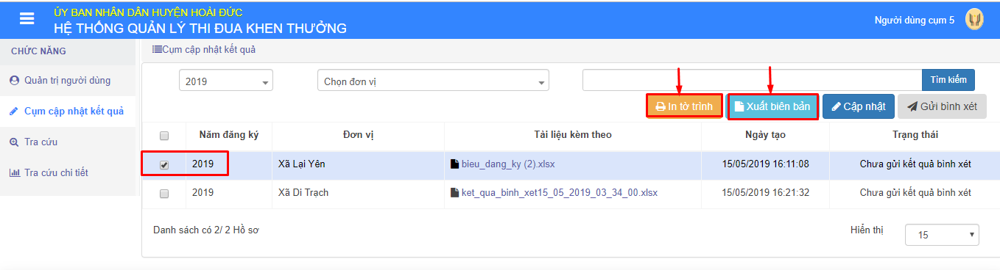 ỦY BAN NHÂN DÂN HUYỆN HOÀI ĐỨC
HỆ THỐNG QUẢN LÝ THI ĐUA KHEN THƯỞNG
Người dùng cụm 5
CHỨC NĂNG
Quản trị người dùng
Cụm cập nhật kết quả
Tra cứu
Tra cứu chi tiết
Cụm cập nhật kết quả
2019 Chọn đơn vị Tìm kiếm
In tờ trình Xuất biên bản Cập nhật Gửi bình xét
Năm đăng ký Đơn vị Tài liệu kèm theo Ngày tạo Trạng thái
2019 Xã Lại Yên bieu_dang_ky (2).xlsx 15/05/2019 16:11:08 Chưa gửi kết quả bình xét
2019 Xã Di Trạch ket_qua_binh_xet15_05_2019_03_34_00.xlsx 15/05/2019 16:21:32 Chưa gửi kết quả bình xét
Danh sách có 2/ 2 Hồ sơ Hiển thị 15